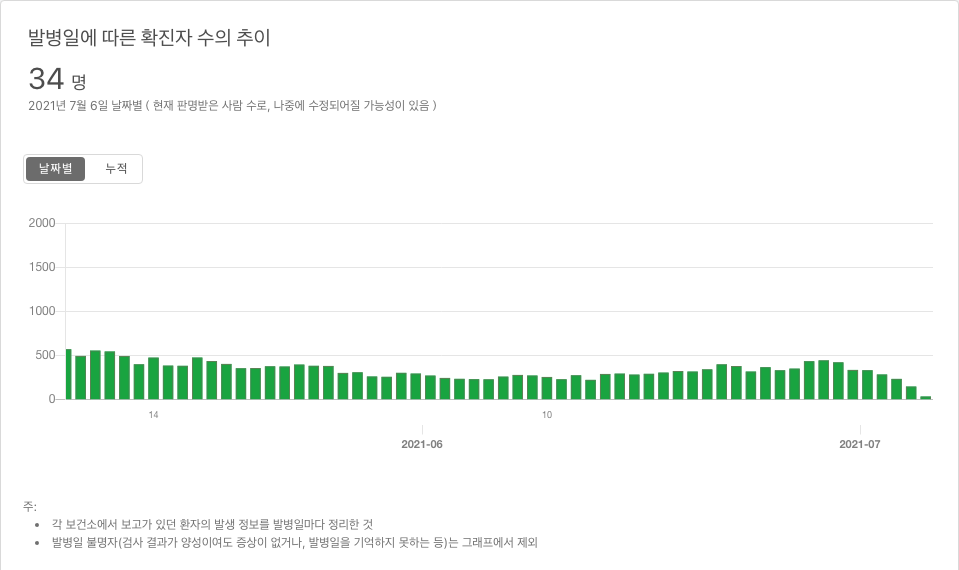 발병일에 따른 확진자 수의 추이
34 명
2021년 7월 6일 날짜별 ( 현재 판명받은 사람 수로, 나중에 수정되어질 가능성이 있음 )
날짜별 누적
2000
1500
1000
500
0
14 10
2021-06 2021-07
주:
• 각 보건소에서 보고가 있던 환자의 발생 정보를 발병일마다 정리한 것
• 발병일 불명자(검사 결과가 양성이여도 증상이 없거나, 발병일을 기억하지 못하는 등)는 그래프에서 제외